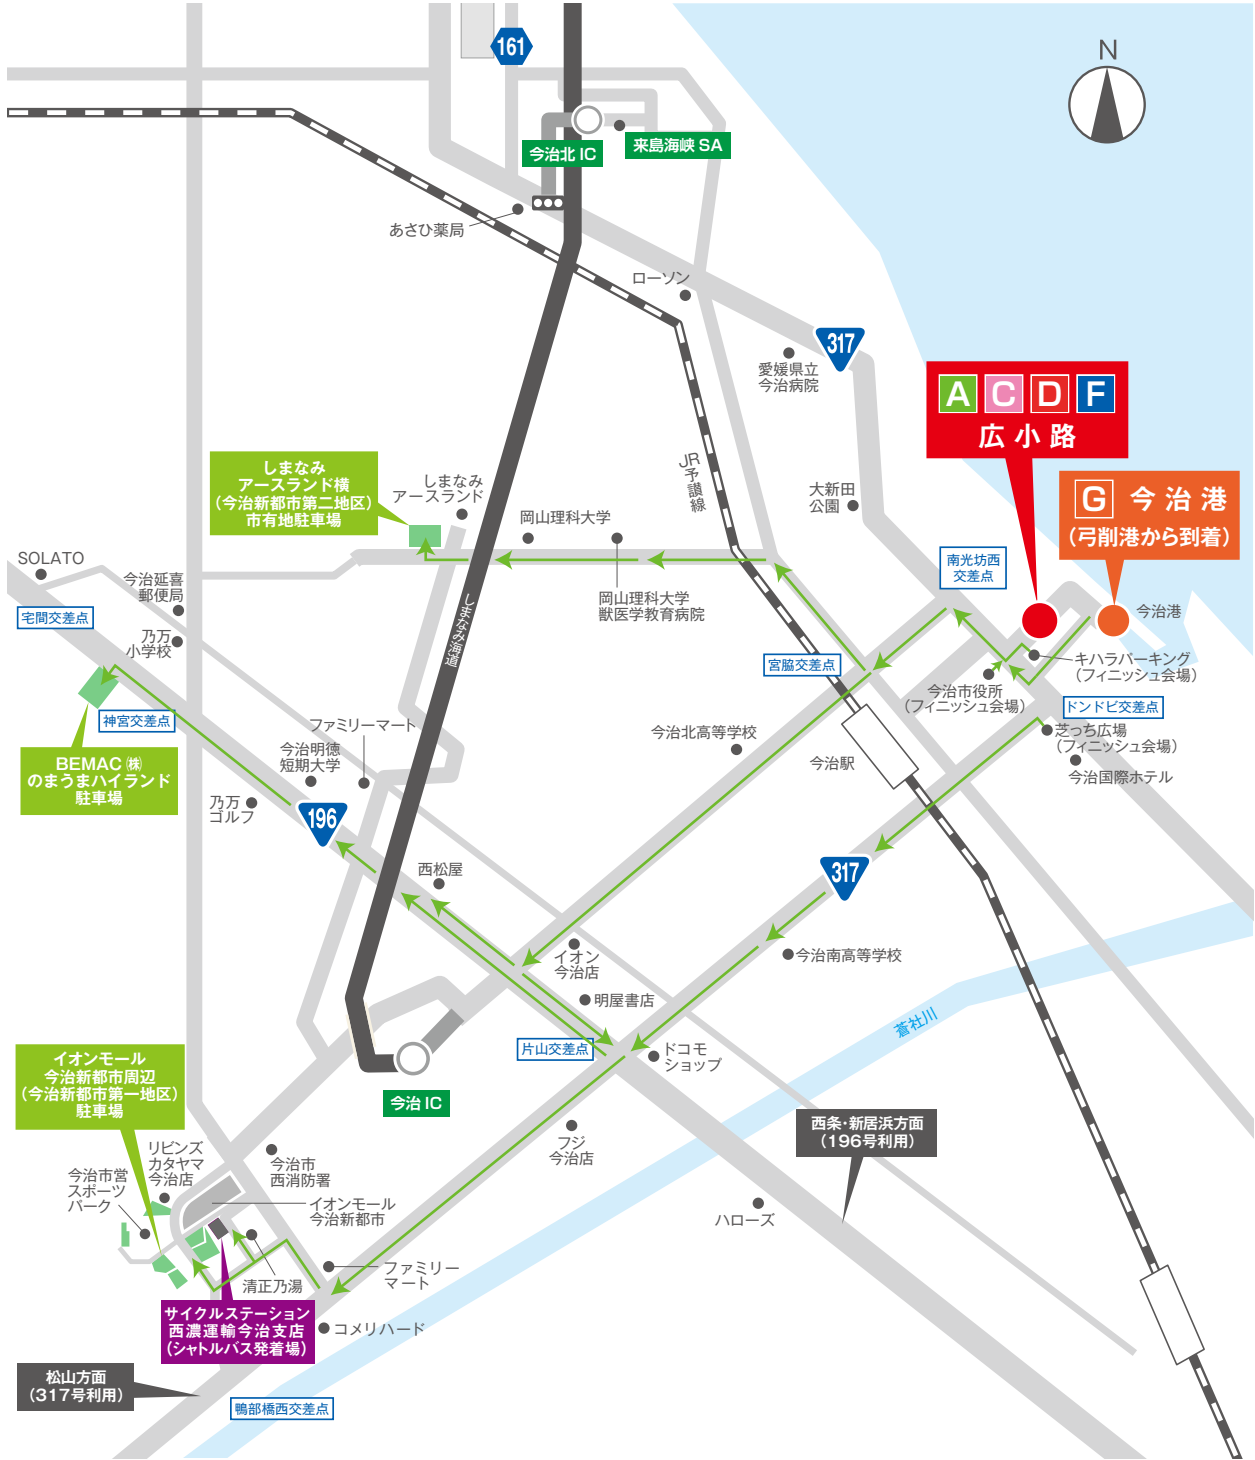 N
161
今治北 IC
来島海峡 SA
あさひ薬局
ローソン
317
愛媛県立
今治病院
A C D F
広小路
しまなみ
アースランド横
(今治新都市第二地区)
市有地駐車場
しまなみ
アースランド
JR予讃線
大新田
公園
G 今治港
(弓削港から到着)
岡山理科大学
SOLATO
今治延喜
郵便局
南光坊西
交差点
岡山理科大学
獣医学教育病院
宅間交差点
今治港
乃万
小学校
しまなみ海道
宮脇交差点
キハラパーキング
(フィニッシュ会場)
今治市役所
(フィニッシュ会場)
神宮交差点
ドンドビ交差点
ファミリーマート
今治北高等学校
芝っち広場
(フィニッシュ会場)
BEMAC ㈱
のまうまハイランド
駐車場
今治明徳
短期大学
今治駅
今治国際ホテル
乃万
ゴルフ
196
西松屋
317
イオン
今治店
今治南高等学校
明屋書店
蒼社川
片山交差点
ドコモ
ショップ
イオンモール
今治新都市周辺
(今治新都市第一地区)
駐車場
今治 IC
西条・新居浜方面
(196号利用)
フジ
今治店
リビンズ
カタヤマ
今治店
今治市
西消防署
今治市営
スポーツ
パーク
イオンモール
今治新都市
ハローズ
ファミリー
マート
清正乃湯
サイクルステーション
西濃運輸今治支店
(シャトルバス発着場)
コメリハード
松山方面
(317号利用)
鴨部橋西交差点